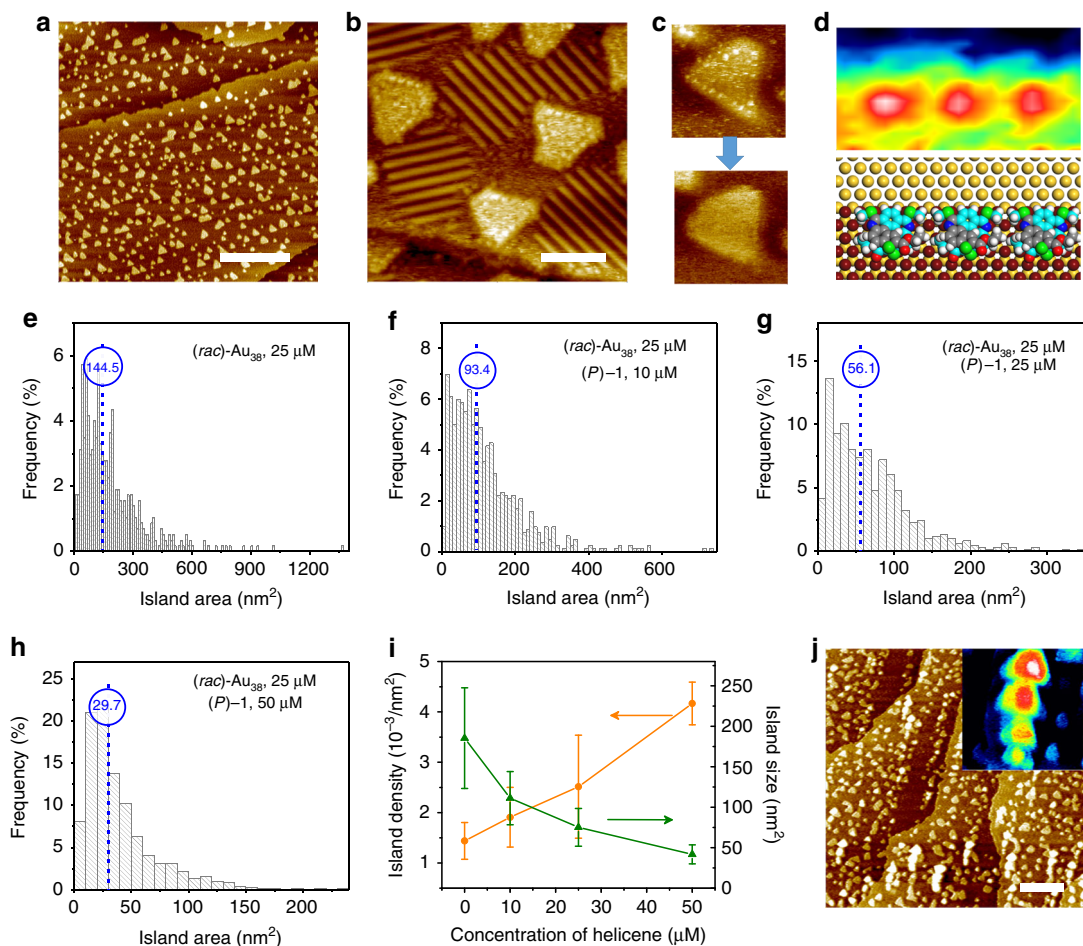 a
b
c
d
e
6
4
2
0
Frequency (%)
144.5
(rac)-Au38, 25 μM
0
300
600
900
1200
Island area (nm²)
f
8
6
4
2
0
Frequency (%)
93.4
(rac)-Au38, 25 μM
(P)–1, 10 μM
0
200
400
600
Island area (nm²)
g
15
10
5
0
Frequency (%)
56.1
(rac)-Au38, 25 μM
(P)–1, 25 μM
0
100
200
300
Island area (nm²)
h
25
20
15
10
5
0
Frequency (%)
29.7
(rac)-Au38, 25 μM
(P)–1, 50 μM
0
50
100
150
200
Island area (nm²)
i
5
4
3
2
1
Island density (10⁻³/nm²)
250
200
150
100
50
0
Island size (nm²)
0
10
20
30
40
50
Concentration of helicene (μM)
j